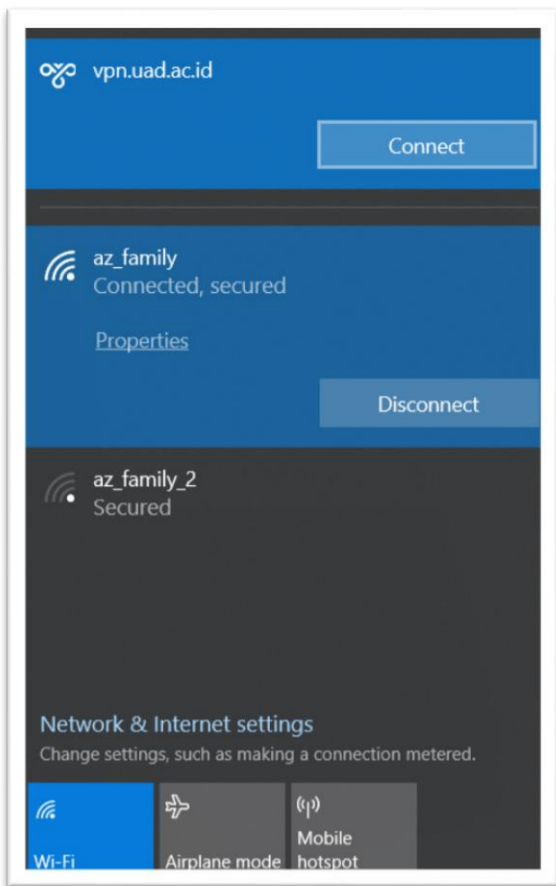 vpn.uad.ac.id
Connect
az_family
Connected, secured
Properties
Disconnect
az_family_2
Secured
Network & Internet settings
Change settings, such as making a connection metered.
Wi-Fi
Airplane mode
Mobile
hotspot